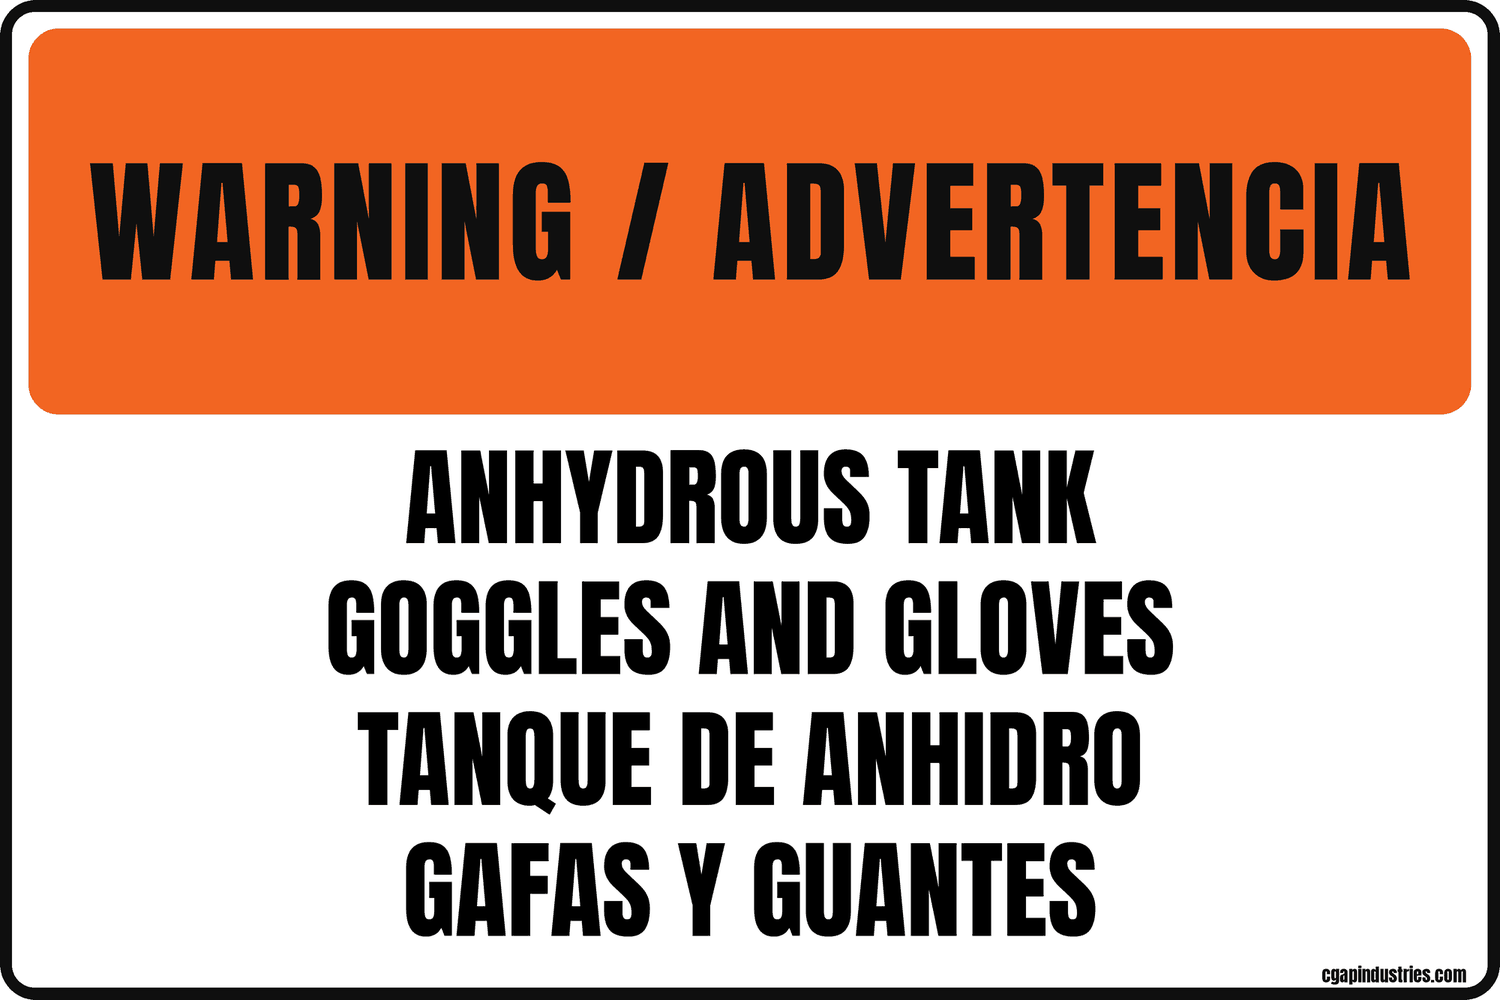 WARNING / ADVERTENCIA
ANHYDROUS TANK
GOGGLES AND GLOVES
TANQUE DE ANHIDRO
GAFAS Y GUANTES
cgapindustries.com